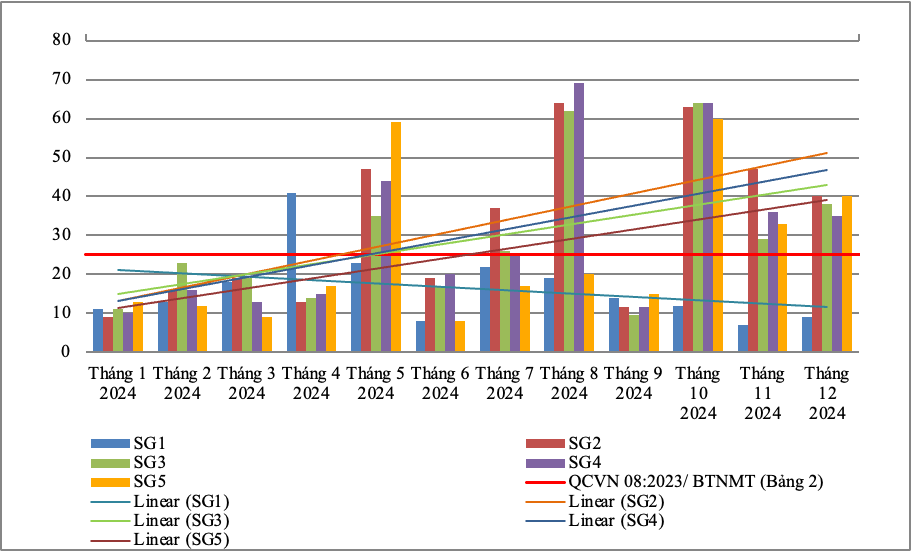 80
70
60
50
40
30
20
10
0
Tháng 1 Tháng 2 Tháng 3 Tháng 4 Tháng 5 Tháng 6 Tháng 7 Tháng 8 Tháng 9 Tháng Tháng Tháng
2024 2024 2024 2024 2024 2024 2024 2024 2024 10 11 12
2024 2024 2024
SG1 SG2
SG3 SG4
SG5 QCVN 08:2023/ BTNMT (Bảng 2)
Linear (SG1) Linear (SG2)
Linear (SG3) Linear (SG4)
Linear (SG5)